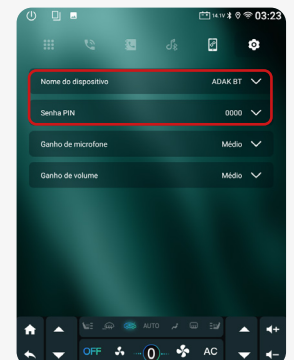 14.1V 03:23
Nome do dispositivo ADAK BT
Senha PIN 0000
Ganho de microfone Médio
Ganho de volume Médio
AUTO
OFF 0 AC